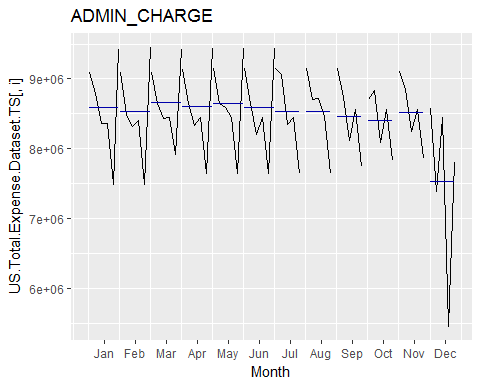 ADMIN_CHARGE
US.Total.Expense.Dataset.TS[, i]
9e+06
8e+06
7e+06
6e+06
Jan Feb Mar Apr May Jun Jul Aug Sep Oct Nov Dec
Month